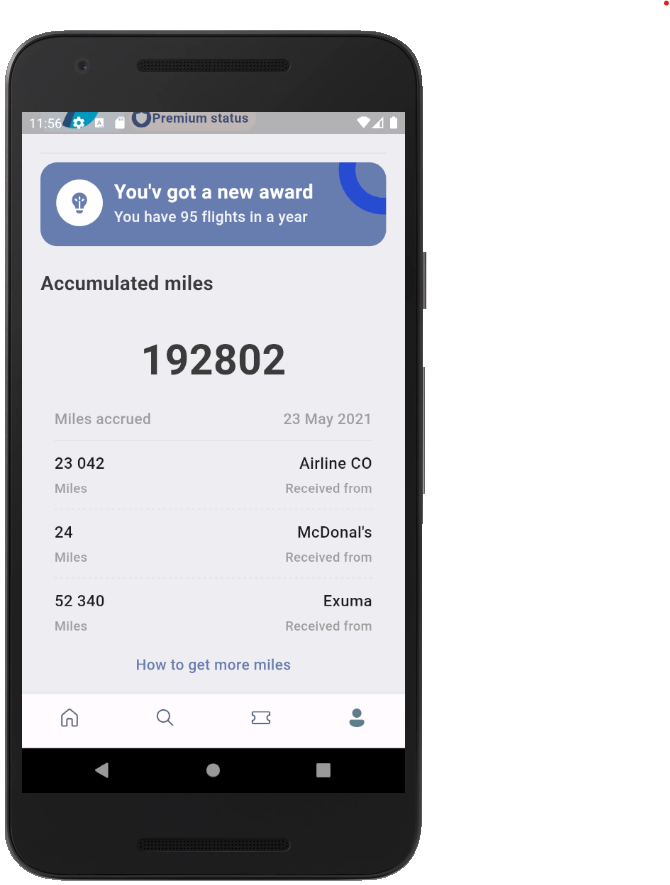 11:56
Premium status
You'v got a new award
You have 95 flights in a year
Accumulated miles
192802
Miles accrued 23 May 2021
23 042 Airline CO
Miles Received from
24 McDonal's
Miles Received from
52 340 Exuma
Miles Received from
How to get more miles